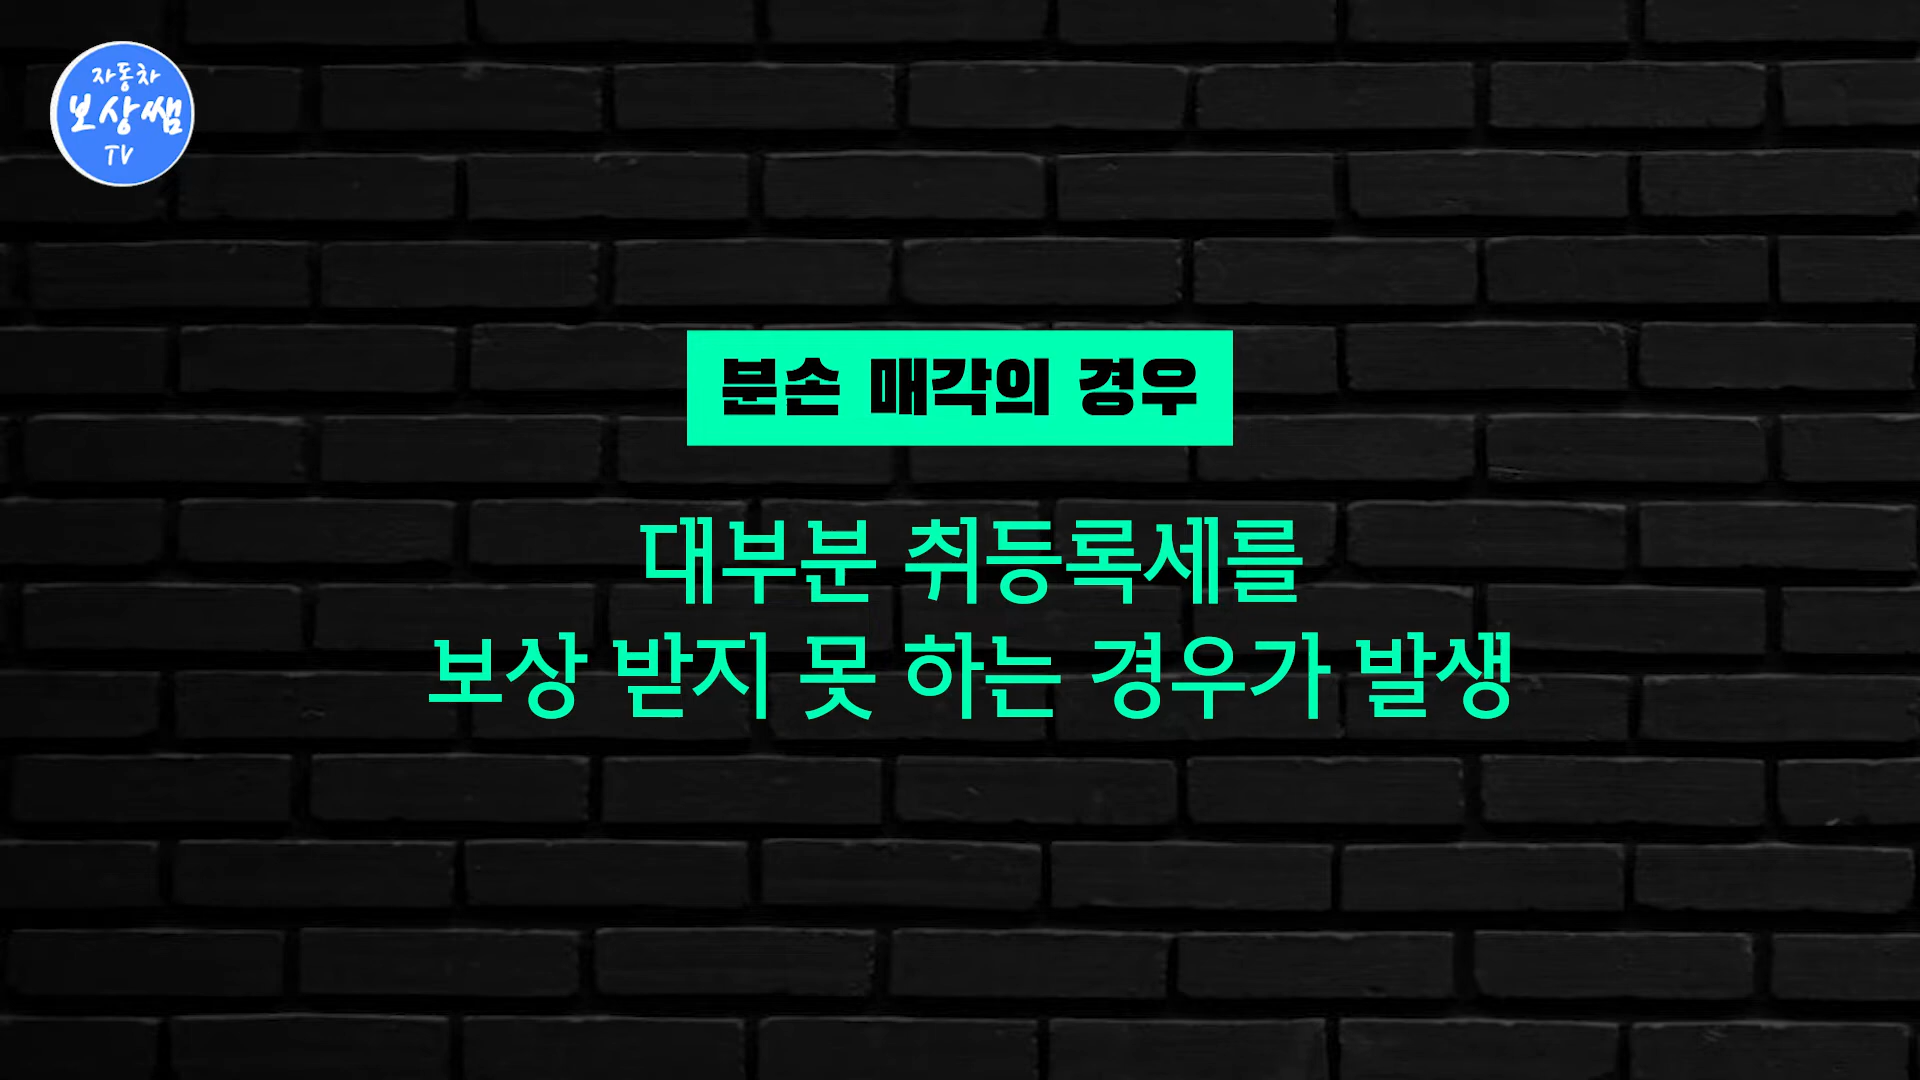 자동차
보상쌤
TV
분손 매각의 경우
대부분 취등록세를
보상 받지 못 하는 경우가 발생